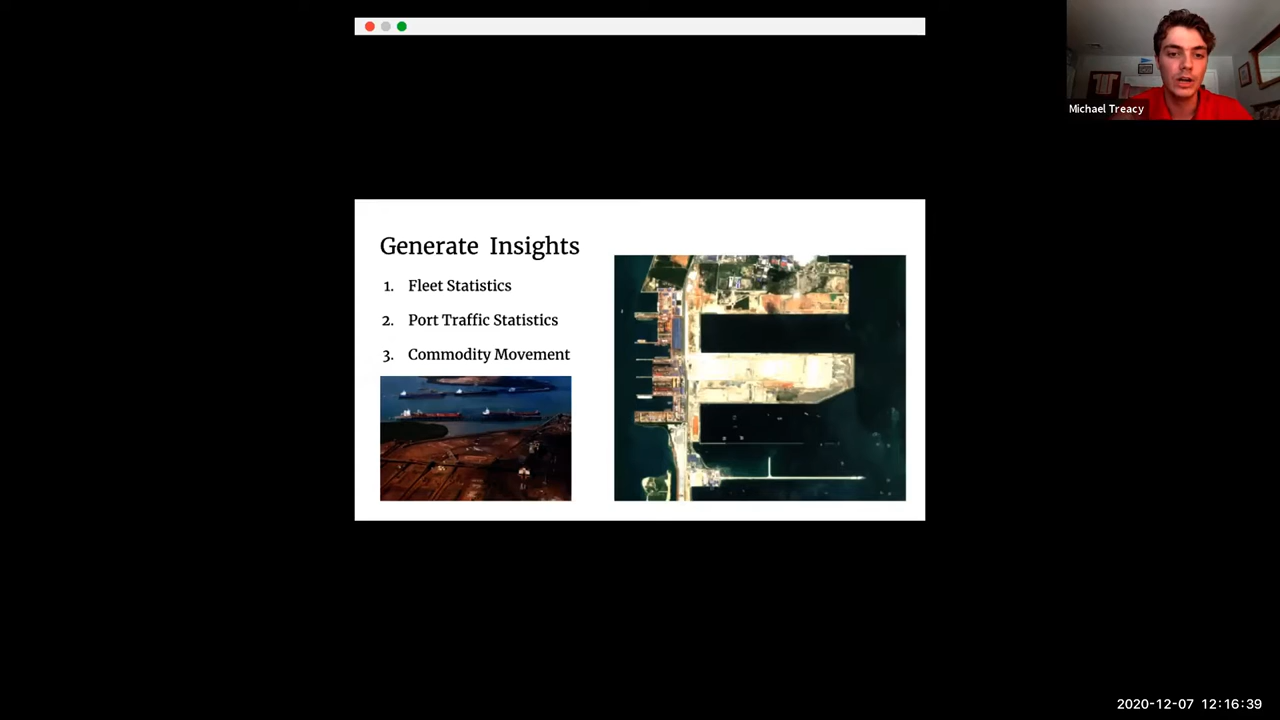 Michael Treacy
Generate Insights
1. Fleet Statistics
2. Port Traffic Statistics
3. Commodity Movement
2020-12-07 12:16:39